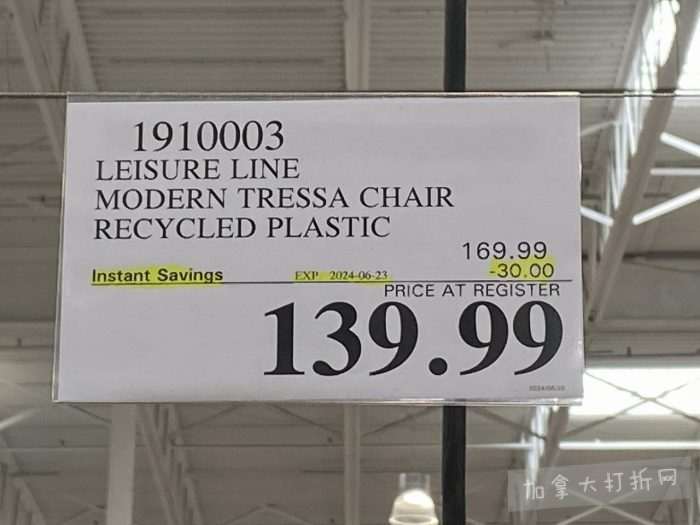 1910003
LEISURE LINE
MODERN TRESSA CHAIR
RECYCLED PLASTIC
169.99
Instant Savings EXP 2024-06-23 -30.00
PRICE AT REGISTER
139.99
加拿大打折网